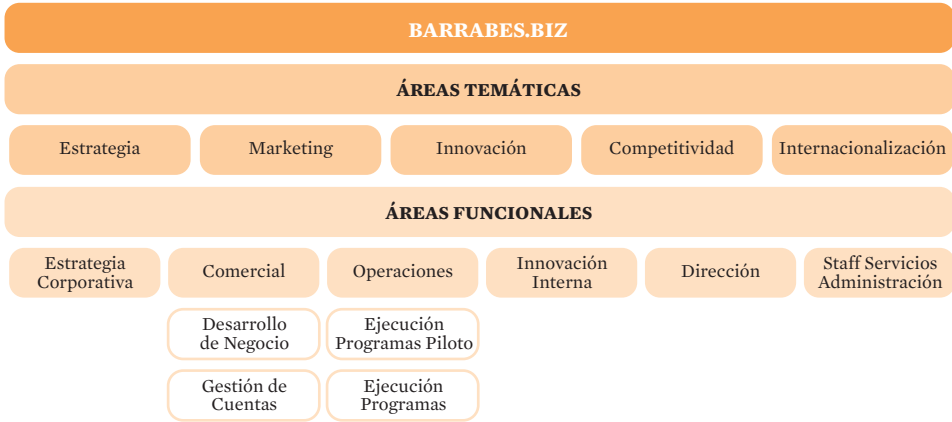 BARRABES.BIZ
ÁREAS TEMÁTICAS
Estrategia
Marketing
Innovación
Competitividad
Internacionalización
ÁREAS FUNCIONALES
Estrategia
Corporativa
Comercial
Operaciones
Innovación
Interna
Dirección
Staff Servicios
Administración
Desarrollo
de Negocio
Ejecución
Programas Piloto
Gestión de
Cuentas
Ejecución
Programas